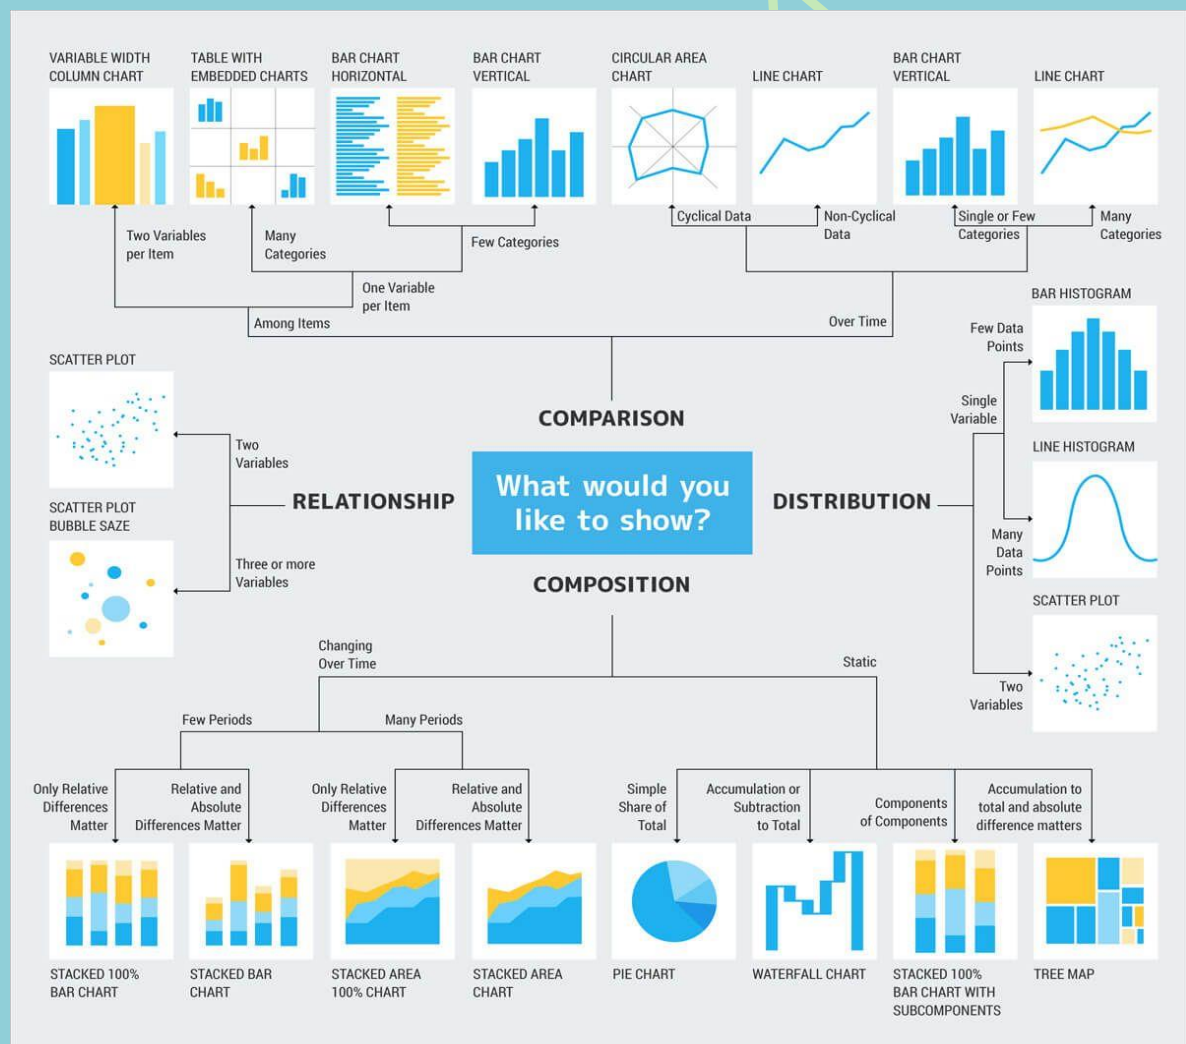 VARIABLE WIDTH
COLUMN CHART
TABLE WITH
EMBEDDED CHARTS
BAR CHART
HORIZONTAL
BAR CHART
VERTICAL
CIRCULAR AREA
CHART
LINE CHART
BAR CHART
VERTICAL
LINE CHART
Two Variables
per Item
Many
Categories
Few Categories
Cyclical Data
Non-Cyclical
Data
Single or Few
Categories
Many
Categories
One Variable
per Item
Among Items
Over Time
BAR HISTOGRAM
Few Data
Points
SCATTER PLOT
Single
Variable
COMPARISON
Two
Variables
LINE HISTOGRAM
RELATIONSHIP
What would you
like to show?
DISTRIBUTION
SCATTER PLOT
BUBBLE SAZE
Many
Data
Points
Three or more
Variables
COMPOSITION
SCATTER PLOT
Changing
Over Time
Static
Two
Variables
Few Periods
Many Periods
Only Relative
Differences
Matter
Relative and
Absolute
Differences Matter
Only Relative
Differences
Matter
Relative and
Absolute
Differences Matter
Simple
Share of
Total
Accumulation or
Subtraction
to Total
Components
of Components
Accumulation to
total and absolute
difference matters
STACKED 100%
BAR CHART
STACKED BAR
CHART
STACKED AREA
100% CHART
STACKED AREA
CHART
PIE CHART
WATERFALL CHART
STACKED 100%
BAR CHART WITH
SUBCOMPONENTS
TREE MAP